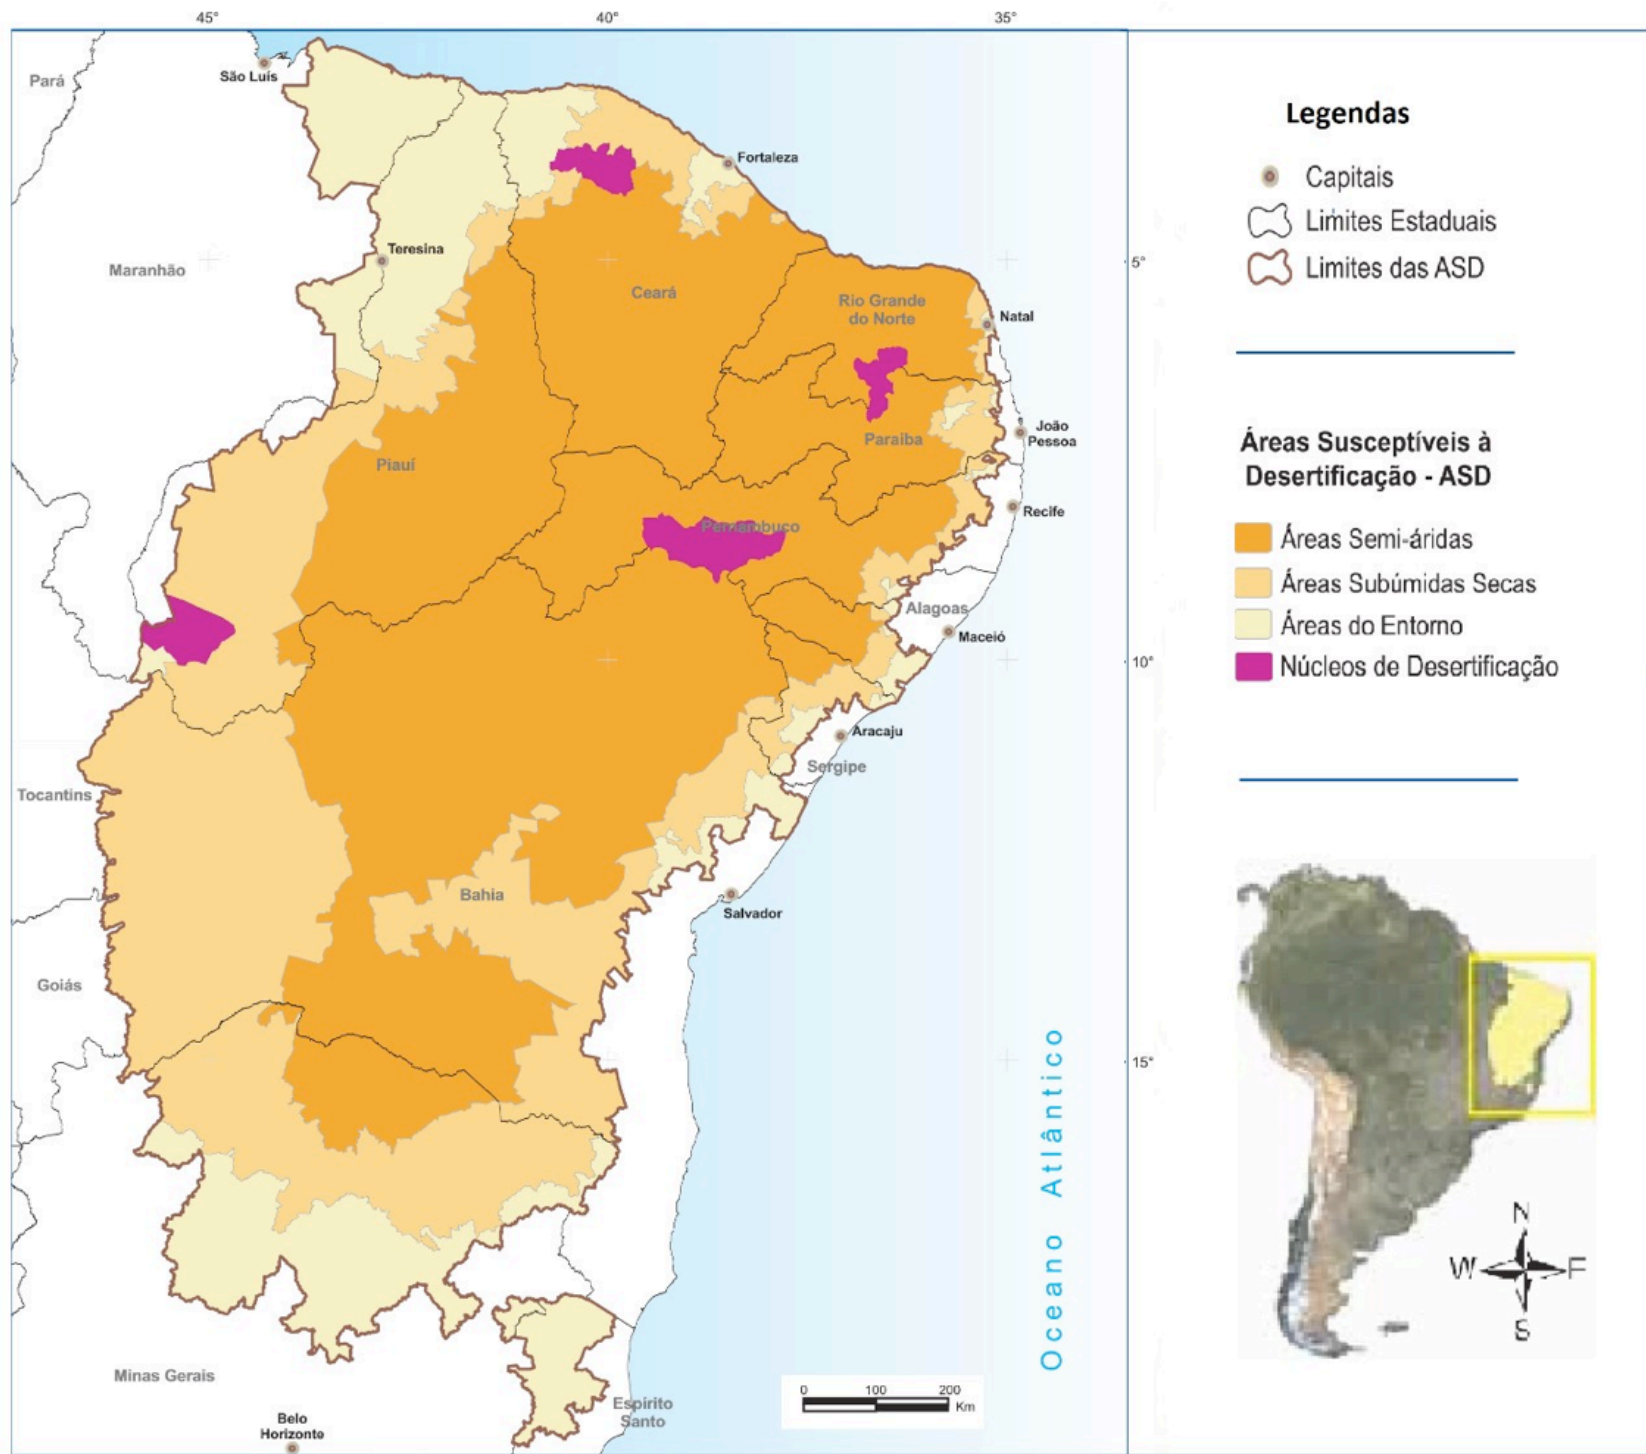 45°
40°
35°
Pará
São Luís
Fortaleza
Teresina
Maranhão
5°
Ceará
Rio Grande
do Norte
Natal
João
Pessoa
Paraiba
Piauí
Recife
Pernambuco
Alagoas
Maceió
10°
Aracaju
Sergipe
Tocantins
Bahia
Salvador
Goiás
15°
Oceano Atlântico
Minas Gerais
Espírito
Santo
Belo
Horizonte
0 100 200
Km
Legendas
Capitais
Limites Estaduais
Limites das ASD
Áreas Susceptíveis à
Desertificação - ASD
Áreas Semi-áridas
Áreas Subúmidas Secas
Áreas do Entorno
Núcleos de Desertificação
N
W F
S